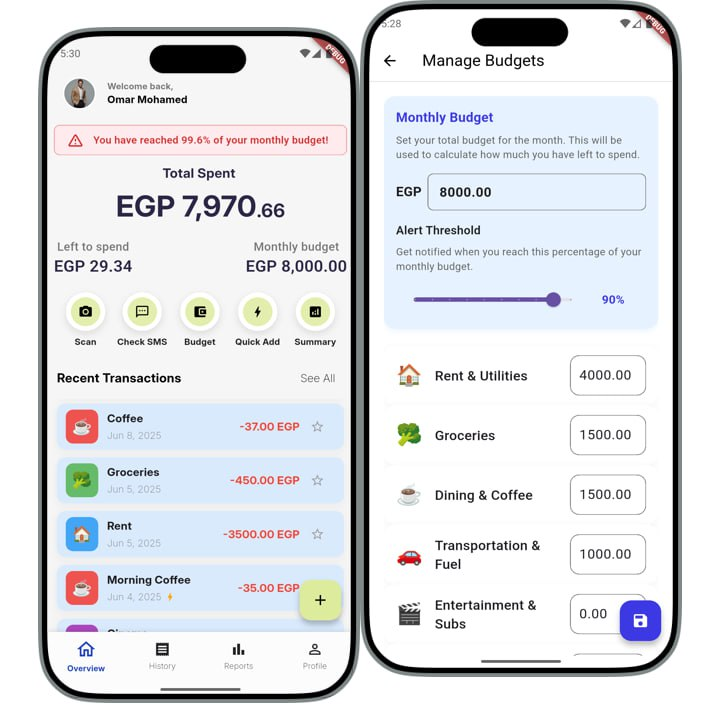 5:30
DEBUG
Welcome back,
Omar Mohamed
You have reached 99.6% of your monthly budget!
Total Spent
EGP 7,970.66
Left to spend
Monthly budget
EGP 29.34
EGP 8,000.00
Scan
Check SMS
Budget
Quick Add
Summary
Recent Transactions
See All
Coffee
-37.00 EGP
Jun 8, 2025
Groceries
-450.00 EGP
Jun 5, 2025
Rent
-3500.00 EGP
Jun 5, 2025
Morning Coffee
-35.00 EGP
Jun 4, 2025
Overview
History
Reports
Profile
5:28
DEBUG
Manage Budgets
Monthly Budget
Set your total budget for the month. This will be
used to calculate how much you have left to spend.
EGP
8000.00
Alert Threshold
Get notified when you reach this percentage of your
monthly budget.
90%
Rent & Utilities
4000.00
Groceries
1500.00
Dining & Coffee
1500.00
Transportation &
Fuel
1000.00
Entertainment &
Subs
0.00